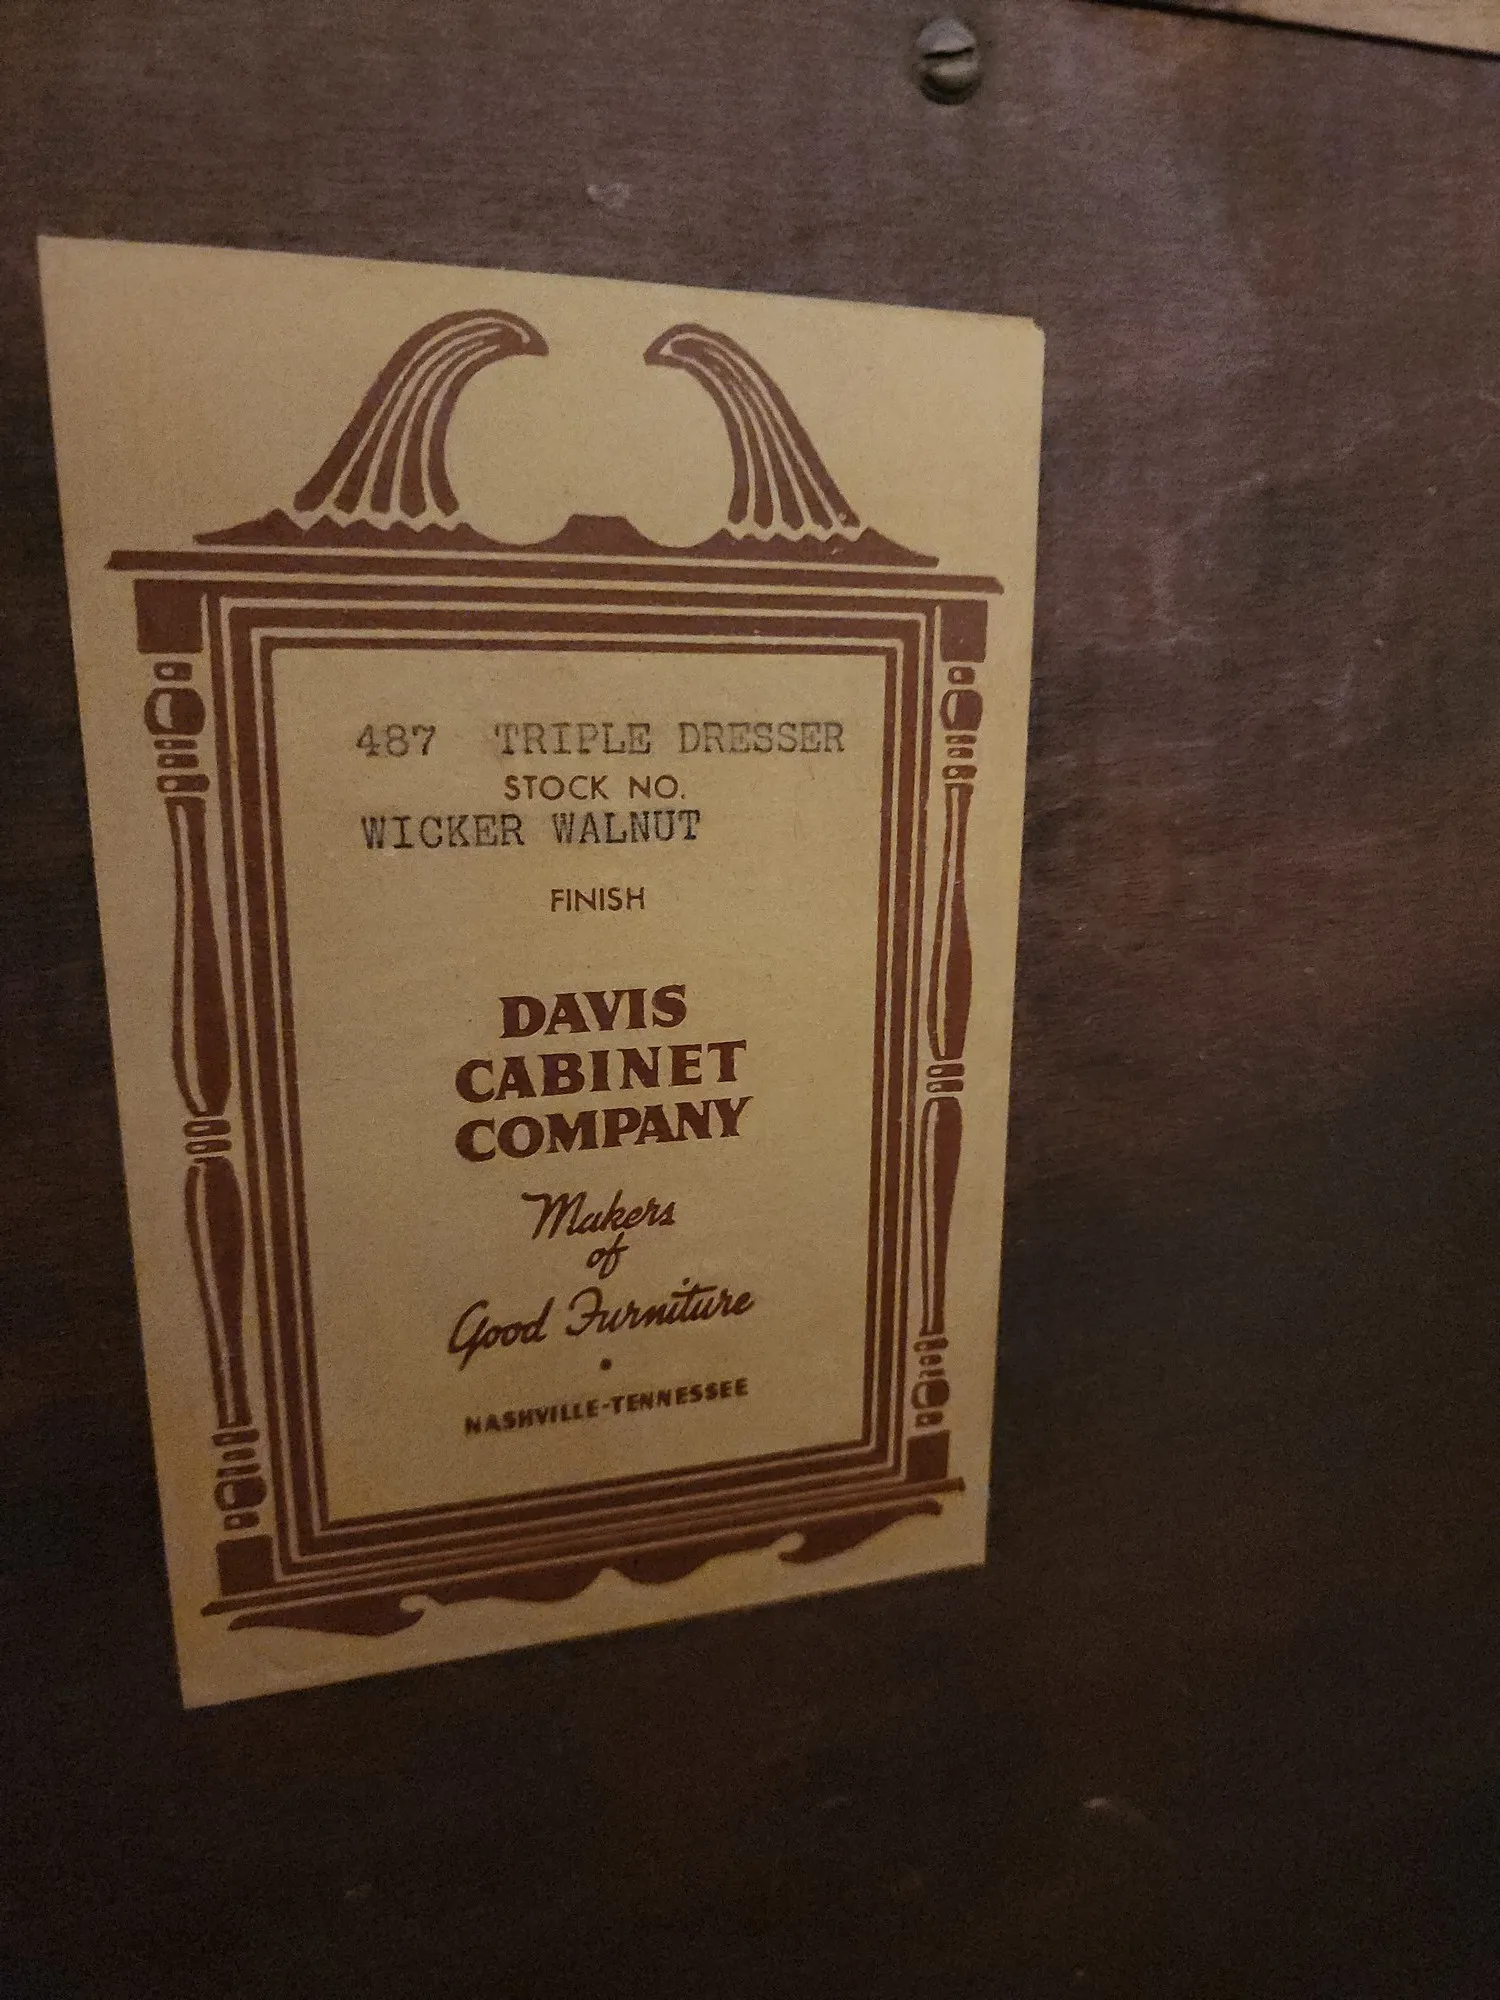 487 TRIPLE DRESSER
STOCK NO.
WICKER WALNUT
FINISH
DAVIS
CABINET
COMPANY
Makers
of
Good Furniture
NASHVILLE-TENNESSEE